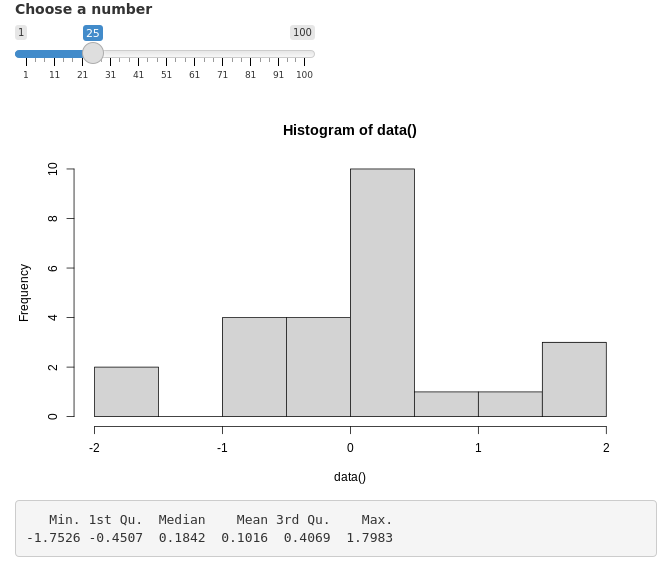 Choose a number
1 25 100
1 11 21 31 41 51 61 71 81 91 100
Histogram of data()
Frequency
10
8
6
4
2
0
-2 -1 0 1 2
data()
Min. 1st Qu. Median Mean 3rd Qu. Max.
-1.7526 -0.4507 0.1842 0.1016 0.4069 1.7983